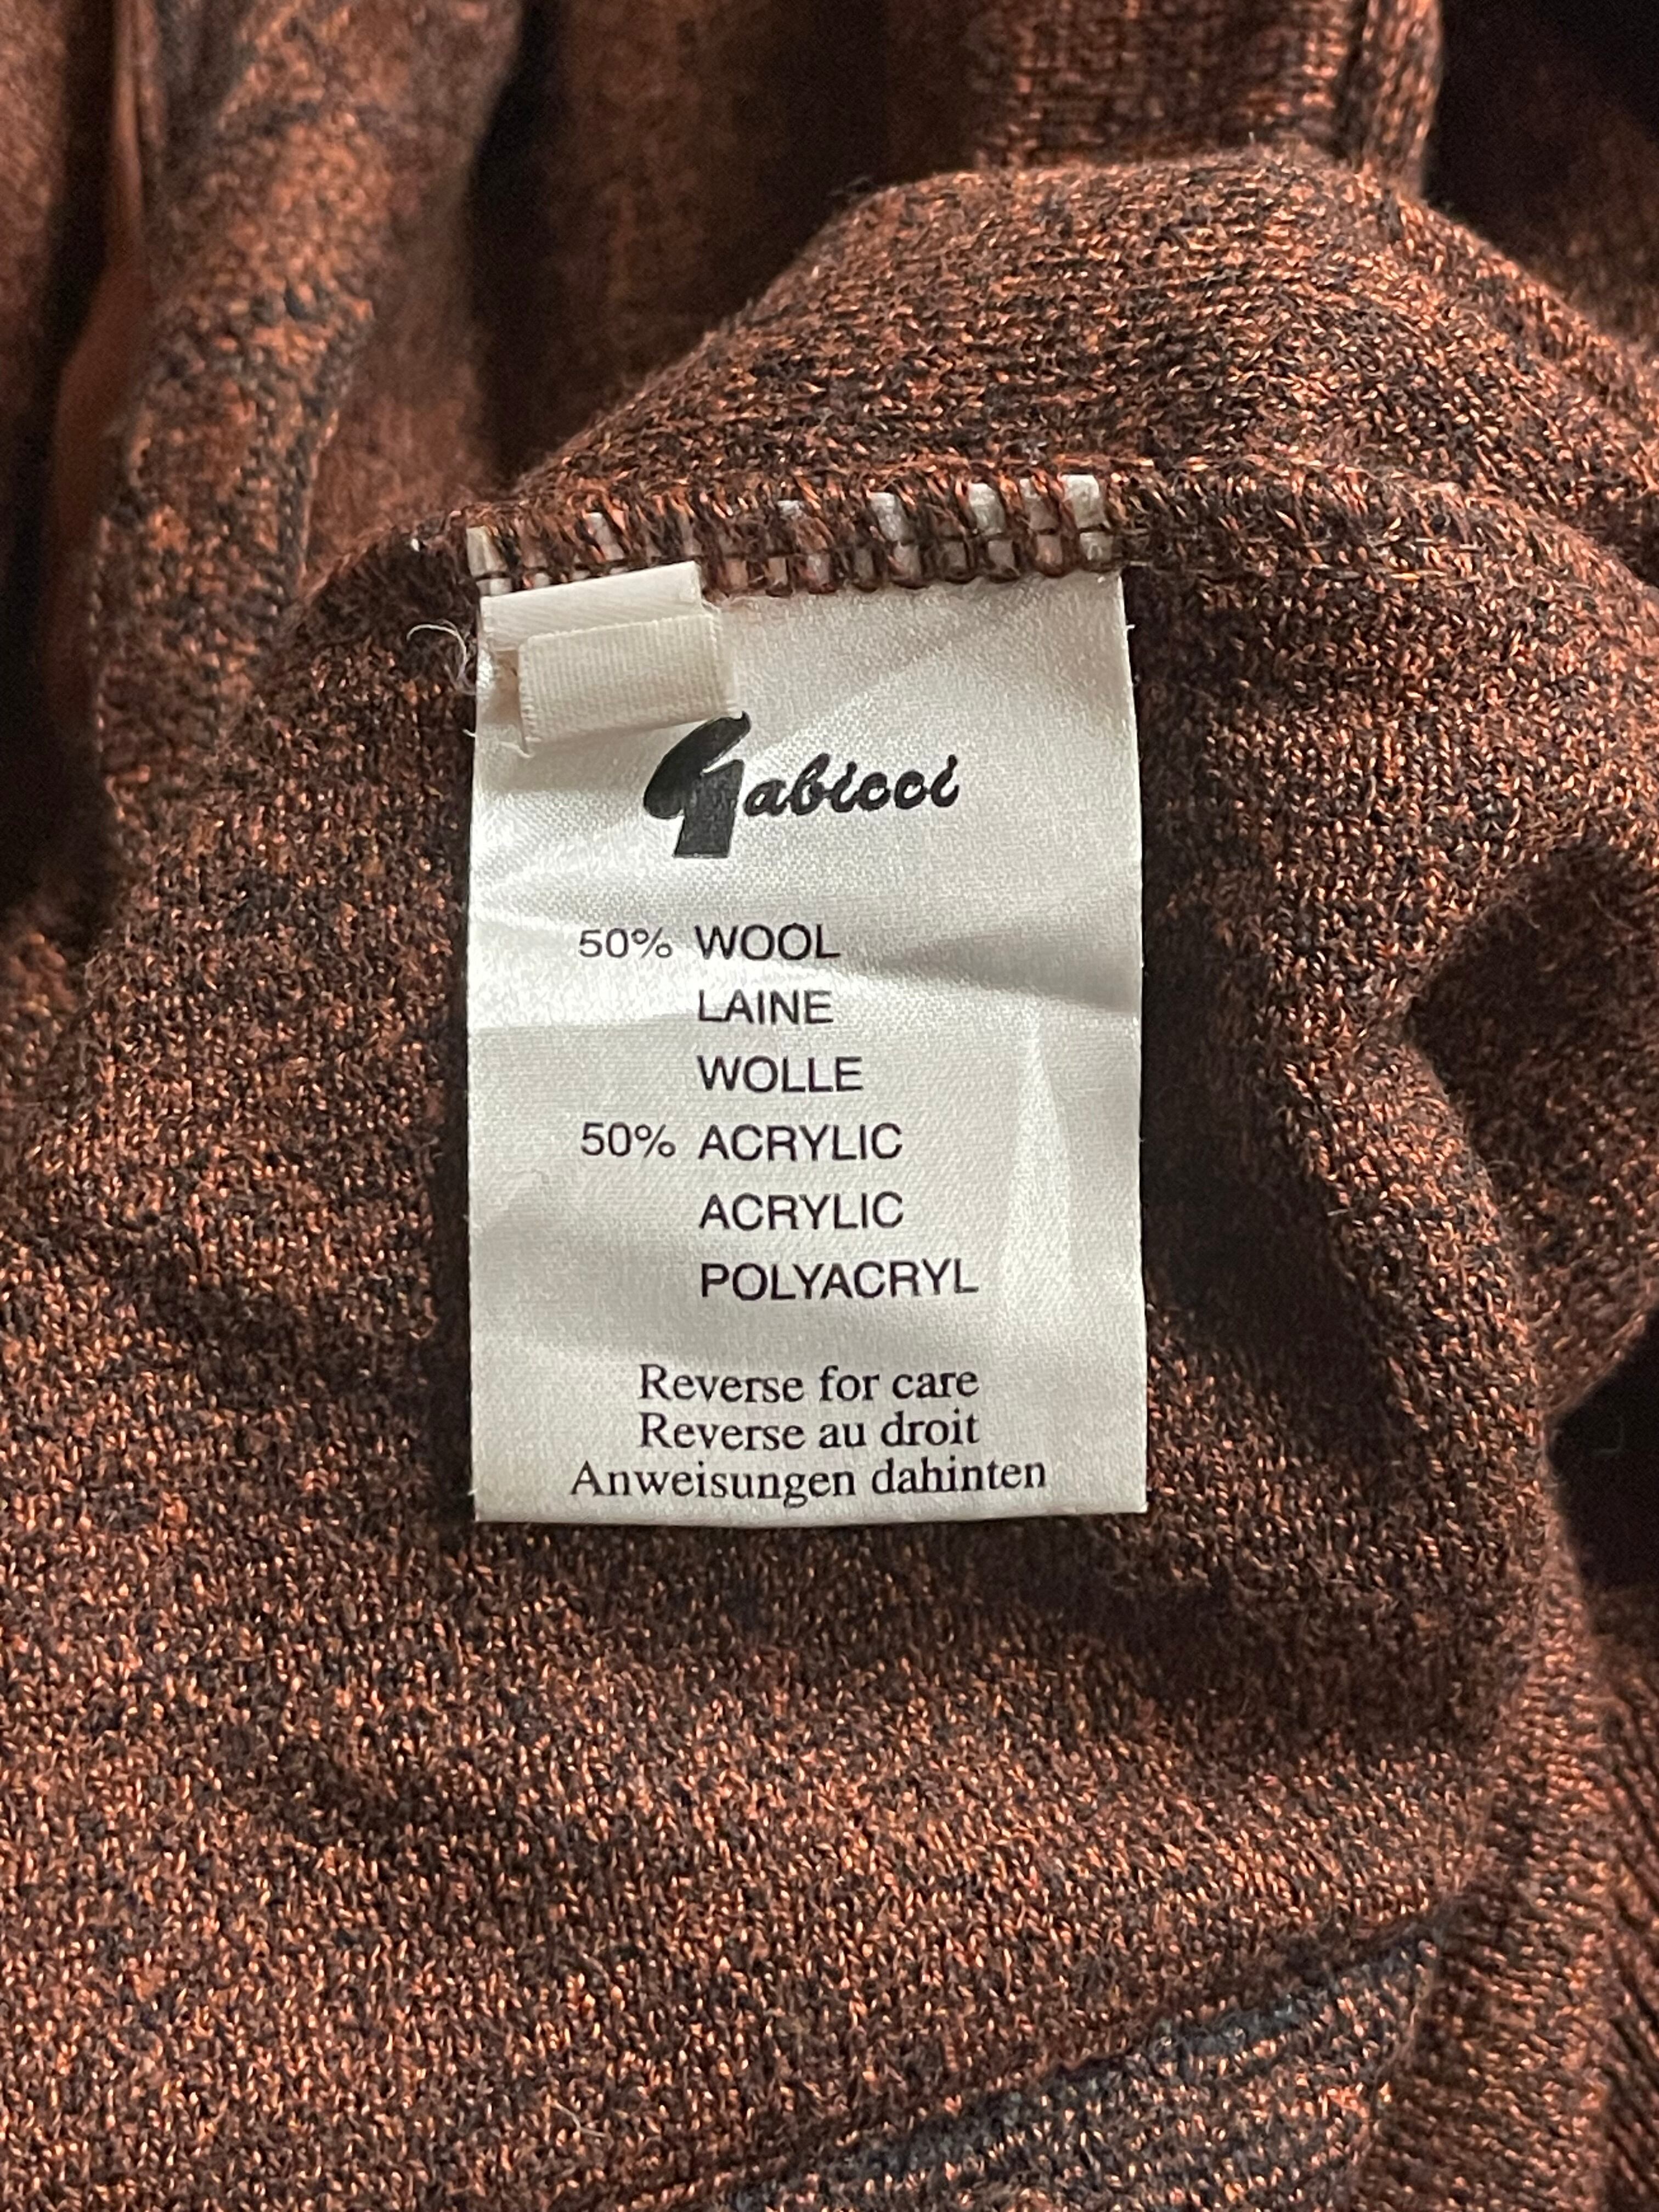 Gabicci
50% WOOL
LAINE
WOLLE
50% ACRYLIC
ACRYLIC
POLYACRYL
Reverse for care
Reverse au droit
Anweisungen dahinten